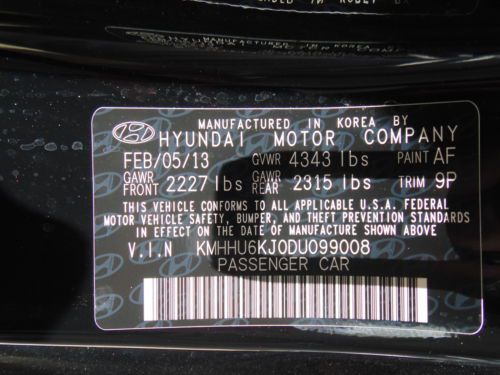 MANUFACTURED IN KOREA BY
HYUNDAI MOTOR COMPANY
FEB/05/13 GVWR 4343 lbs PAINT AF
GAWR FRONT 2227 lbs GAWR REAR 2315 lbs TRIM 9P
THIS VEHICLE CONFORMS TO ALL APPLICABLE U.S.A. FEDERAL
MOTOR VEHICLE SAFETY, BUMPER, AND THEFT PREVENTION STANDARDS
IN EFFECT ON THE DATE OF MANUFACTURE SHOWN ABOVE.
V.I.N KMHHU6KJ0DU099008
PASSENGER CAR